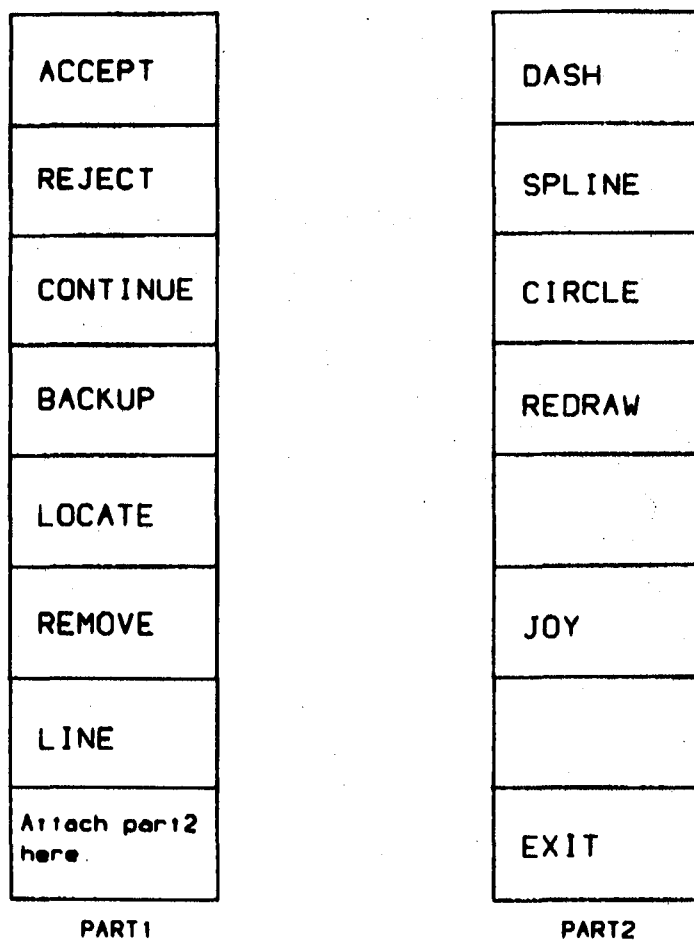 ACCEPT
REJECT
CONTINUE
BACKUP
LOCATE
REMOVE
LINE
Attach part2
here.
PART1
DASH
SPLINE
CIRCLE
REDRAW
JOY
EXIT
PART2